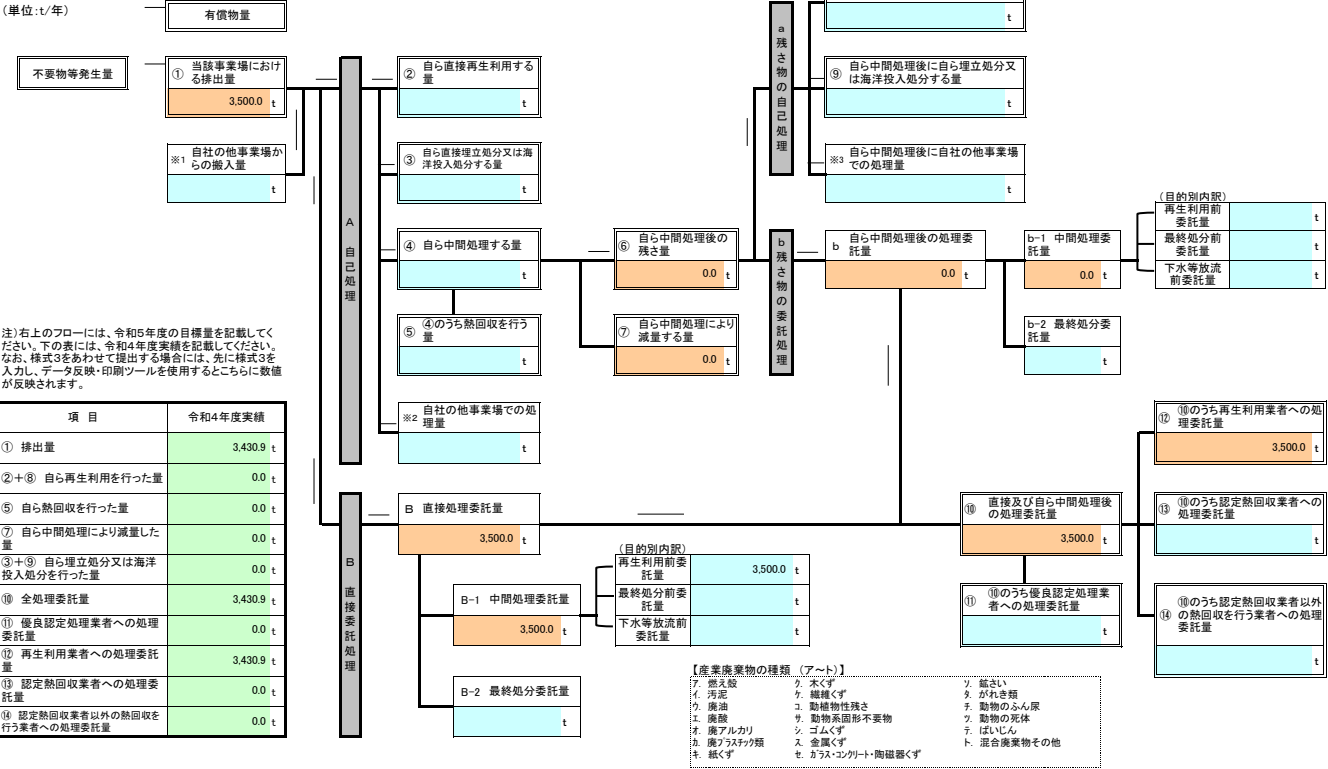 （単位:t/年）
有償物量
t
不要物等発生量
① 当該事業場におけ
る排出量
3,500.0 t
※1 自社の他事業場か
らの搬入量
t
A 自己処理
② 自ら直接再生利用する
量
t
③ 自ら直接埋立処分又は海
洋投入処分する量
t
④ 自ら中間処理する量
t
⑤ ④のうち熱回収を行う
量
t
※2 自社の他事業場での処
理量
t
⑥ 自ら中間処理後の
残さ量
0.0 t
⑦ 自ら中間処理により
減量する量
0.0 t
a 残さ物の自己処理
⑨ 自ら中間処理後に自ら埋立処分又
は海洋投入処分する量
t
※3 自ら中間処理後に自社の他事業場
での処理量
t
b 残さ物の委託処理
b 自ら中間処理後の処理委
託量
0.0 t
b-1 中間処理委
託量
0.0 t
（目的別内訳）
再生利用前
委託量
t
最終処分前
委託量
t
下水等放流
前委託量
t
b-2 最終処分委
託量
t
注）右上のフローには、令和5年度の目標量を記載してく
ださい。下の表には、令和4年度実績を記載してください。
なお、様式3をあわせて提出する場合には、先に様式3を
入力し、データ反映・印刷ツールを使用するとこちらに数値
が反映されます。
項 目 令和4年度実績
① 排出量 3,430.9 t
②＋⑧ 自ら再生利用を行った量 0.0 t
⑤ 自ら熱回収を行った量 0.0 t
⑦ 自ら中間処理により減量した
量 0.0 t
③＋⑨ 自ら埋立処分又は海洋
投入処分を行った量 0.0 t
⑩ 全処理委託量 3,430.9 t
⑪ 優良認定処理業者への処理
委託量 0.0 t
⑫ 再生利用業者への処理委託
量 3,430.9 t
⑬ 認定熱回収業者への処理委
託量 0.0 t
⑭ 認定熱回収業者以外の熱回収を
行う業者への処理委託量 0.0 t
B 直接委託処理
B 直接処理委託量
3,500.0 t
B-1 中間処理委託量
3,500.0 t
（目的別内訳）
再生利用前委
託量
3,500.0 t
最終処分前委
託量
t
下水等放流前
委託量
t
B-2 最終処分委託量
t
⑩ 直接及び自ら中間処理後
の処理委託量
3,500.0 t
⑪ ⑩のうち優良認定処理業
者への処理委託量
t
⑫ ⑩のうち再生利用業者への処
理委託量
3,500.0 t
⑬ ⑩のうち認定熱回収業者への
処理委託量
t
⑭ ⑩のうち認定熱回収業者以外
の熱回収を行う業者への処理
委託量
t
【産業廃棄物の種類 （ア～ト）】
ア. 燃え殻 ク. 木くず ソ. 鉱さい
イ. 汚泥 ケ. 繊維くず タ. がれき類
ウ. 廃油 コ. 動植物性残さ チ. 動物のふん尿
エ. 廃酸 サ. 動物系固形不要物 ツ. 動物の死体
オ. 廃アルカリ シ. ゴムくず テ. ばいじん
カ. 廃プラスチック類 ス. 金属くず ト. 混合廃棄物その他
キ. 紙くず セ. ガラス・コンクリート・陶磁器くず